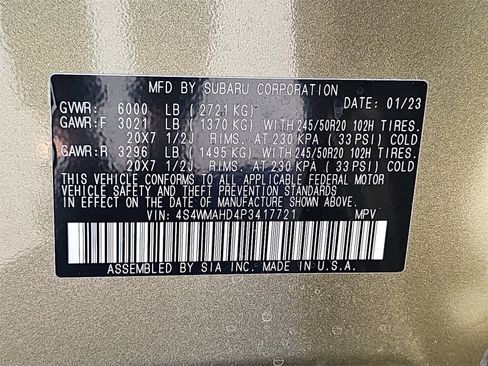 MFD BY SUBARU CORPORATION
GVWR: 6000 LB (2721 KG) DATE: 01/23
GAWR:F 3021 LB (1370 KG) WITH 245/50R20 102H TIRES.
20X7 1/2J RIMS. AT 230 KPA (33 PSI) COLD
GAWR:R 3296 LB (1495 KG) WITH 245/50R20 102H TIRES.
20X7 1/2J RIMS. AT 230 KPA (33 PSI) COLD
THIS VEHICLE CONFORMS TO ALL APPLICABLE FEDERAL MOTOR
VEHICLE SAFETY AND THEFT PREVENTION STANDARDS
IN EFFECT ON THE DATE OF MANUFACTURE SHOWN ABOVE.
VIN: 4S4WMAHD4P3417721 MPV
ASSEMBLED BY SIA INC. MADE IN U.S.A.